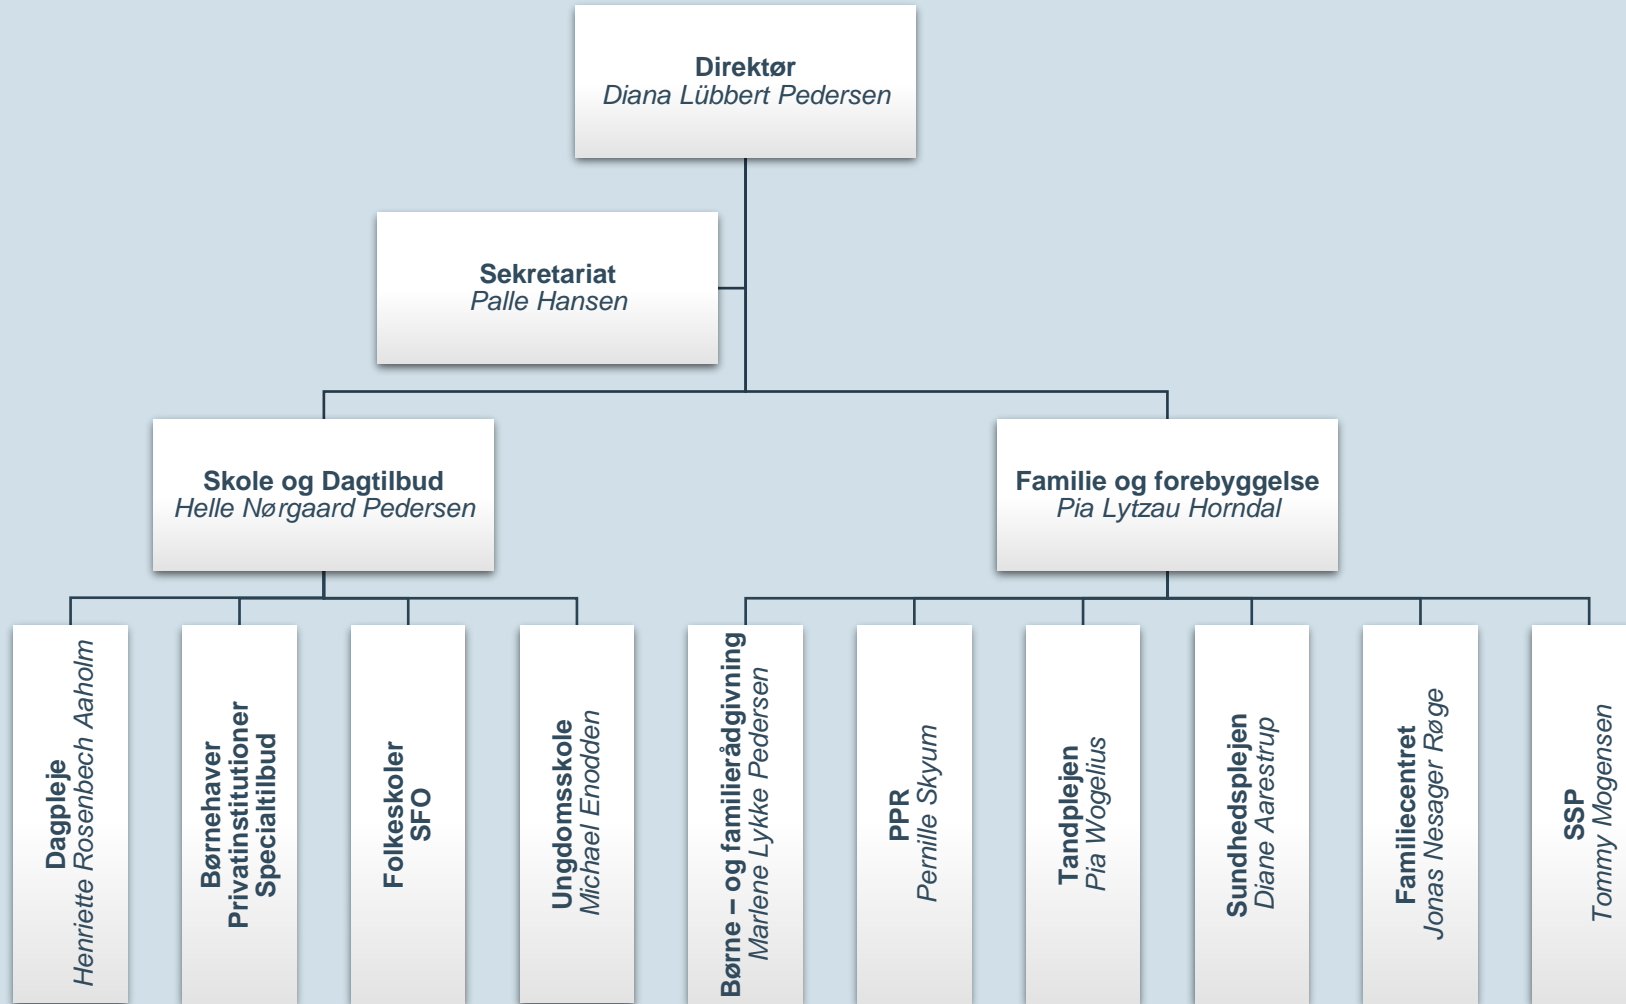 Direktør
Diana Lübbert Pedersen
Sekretariat
Palle Hansen
Skole og Dagtilbud
Helle Nørgaard Pedersen
Familie og forebyggelse
Pia Lytzau Horndal
Dagpleje
Henriette Rosenbech Aaholm
Børnehaver
Privatinstitutioner
Specialtilbud
Folkeskoler
SFO
Ungdomsskole
Michael Enodden
Børne – og familierådgivning
Marlene Lykke Pedersen
PPR
Pernille Skyum
Tandplejen
Pia Wogelius
Sundhedsplejen
Diane Aarestrup
Familiecentret
Jonas Nesager Røge
SSP
Tommy Mogensen